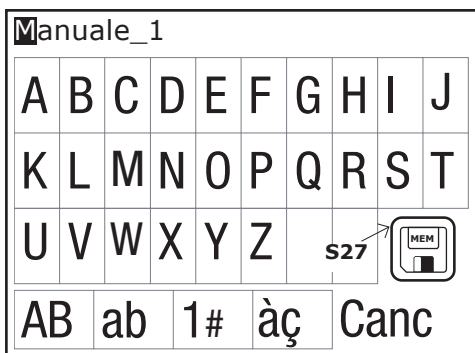 Manuale_1
A B C D E F G H I J
K L M N O P Q R S T
U V W X Y Z S27 MEM
AB ab 1# àç Canc